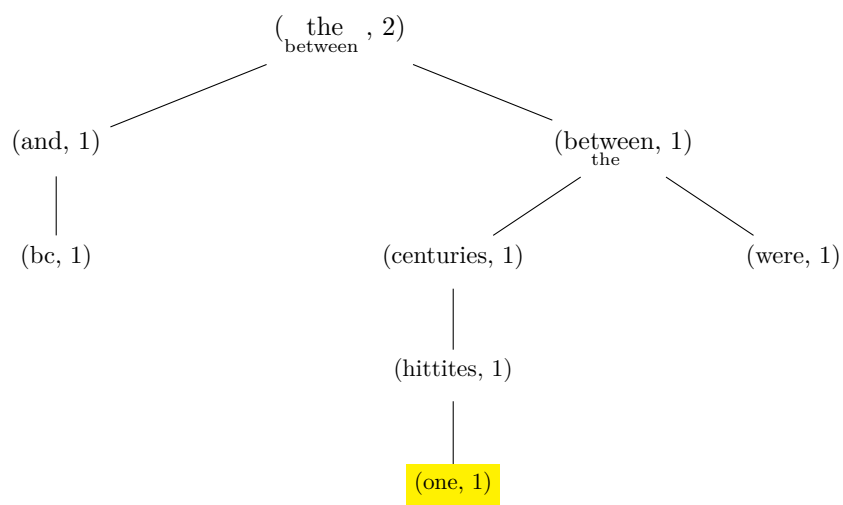 ( the , 2)
between
(and, 1)
(between, 1)
the
(bc, 1)
(centuries, 1)
(were, 1)
(hittites, 1)
(one, 1)